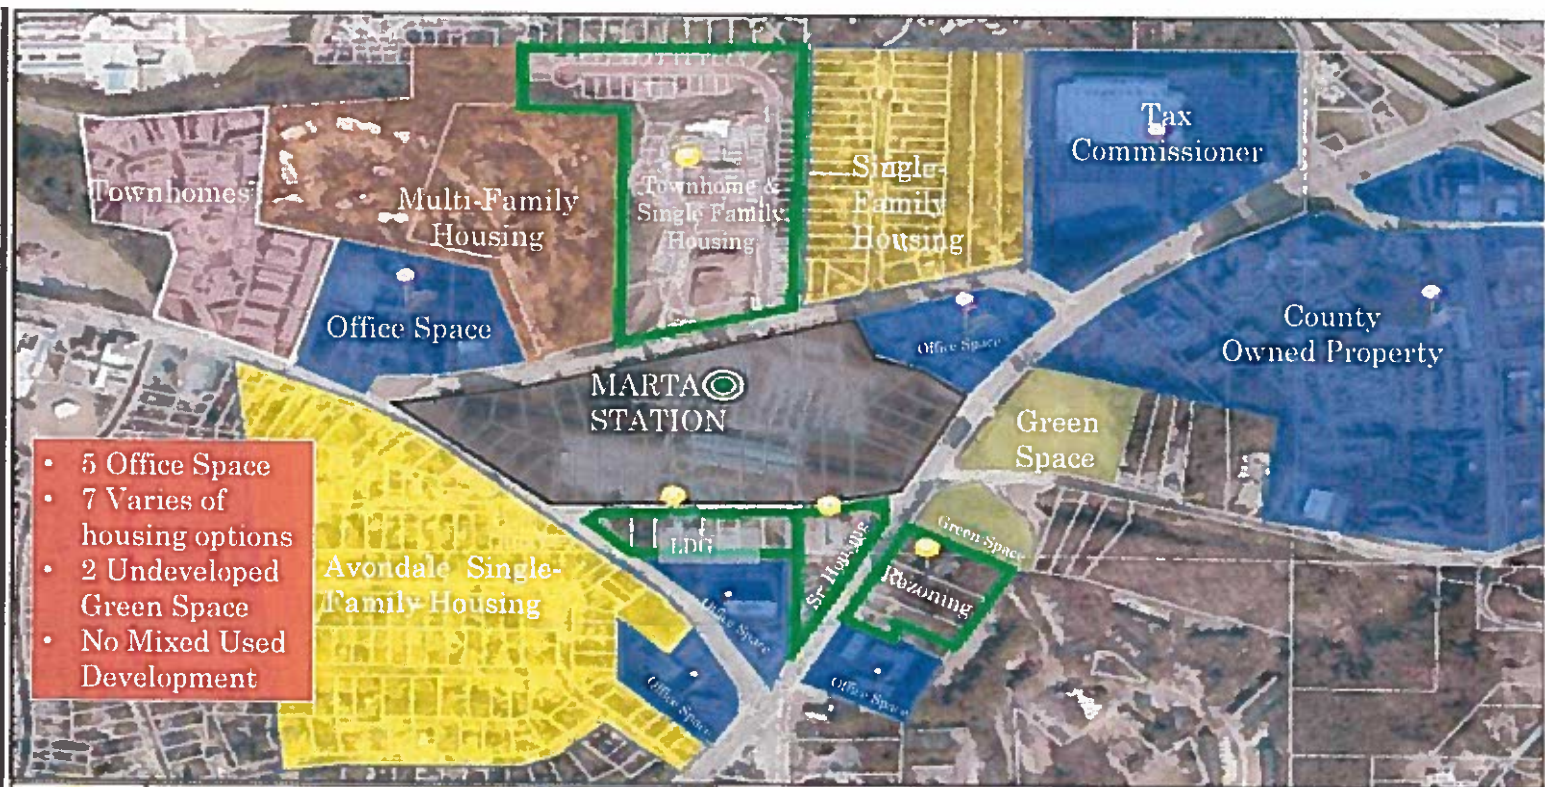 Townhomes
Multi-Family
Housing
Townhome &
Single Family
Housing
Single-
Family
Housing
Tax
Commissioner
Office Space
Office Space
County
Owned Property
MARTA
STATION
Green
Space
• 5 Office Space
• 7 Varies of
housing options
• 2 Undeveloped
Green Space
• No Mixed Used
Development
Avondale Single-
Family Housing
LDG
Sr Housing
Green Space
Rezoning
Office Space
Office Space
Office Space